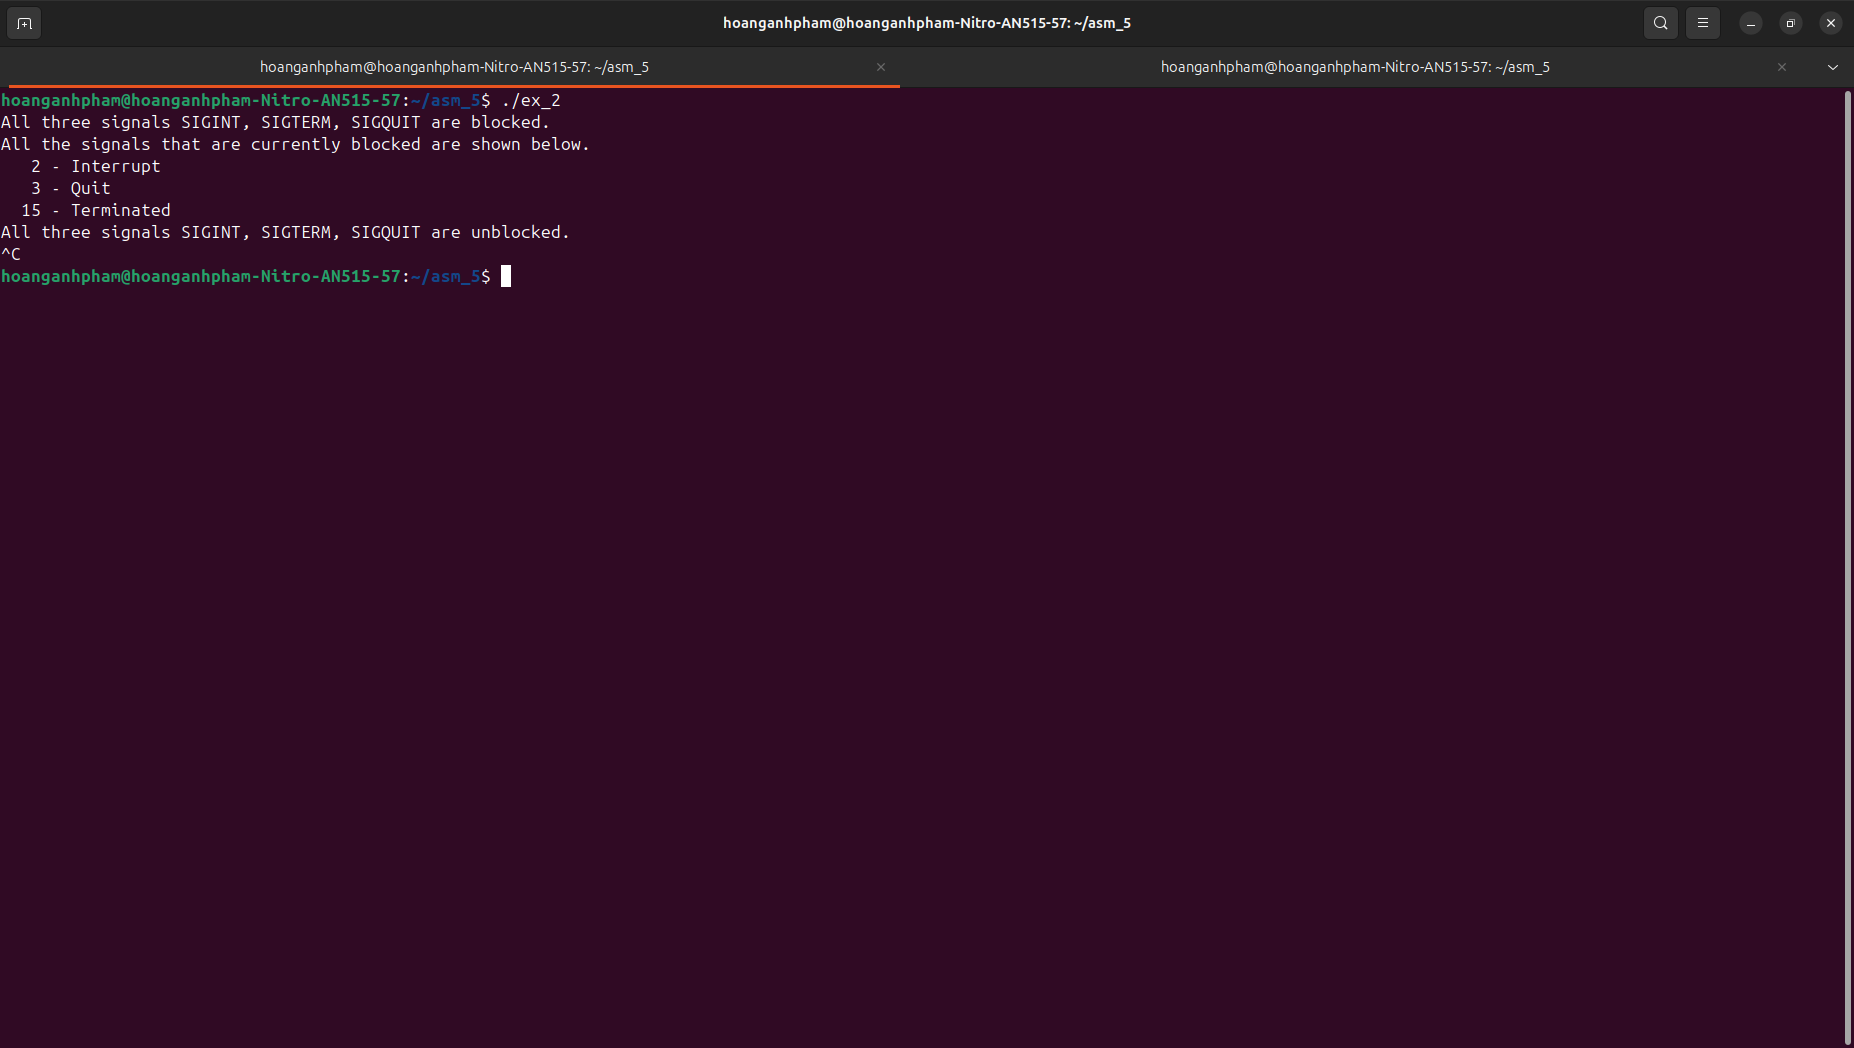 hoanganhpham@hoanganhpham-Nitro-AN515-57: ~/asm_5
hoanganhpham@hoanganhpham-Nitro-AN515-57: ~/asm_5
hoanganhpham@hoanganhpham-Nitro-AN515-57: ~/asm_5
hoanganhpham@hoanganhpham-Nitro-AN515-57:~/asm_5$ ./ex_2
All three signals SIGINT, SIGTERM, SIGQUIT are blocked.
All the signals that are currently blocked are shown below.
   2 - Interrupt
   3 - Quit
  15 - Terminated
All three signals SIGINT, SIGTERM, SIGQUIT are unblocked.
^C
hoanganhpham@hoanganhpham-Nitro-AN515-57:~/asm_5$